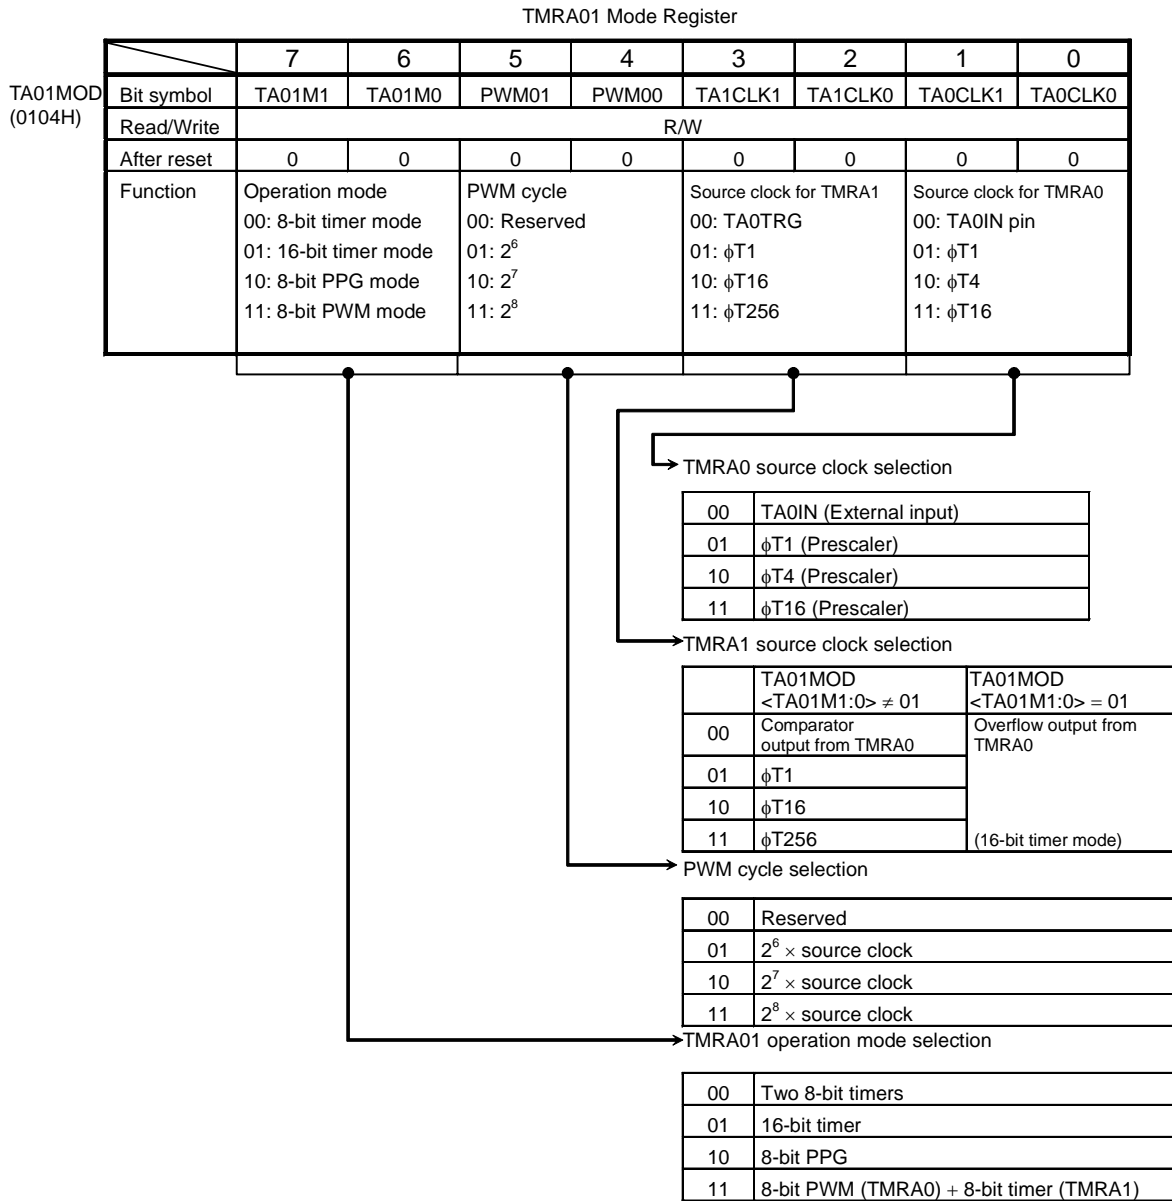 TMRA01 Mode Register
7 6 5 4 3 2 1 0
TA01MOD (0104H)
Bit symbol TA01M1 TA01M0 PWM01 PWM00 TA1CLK1 TA1CLK0 TA0CLK1 TA0CLK0
Read/Write R/W
After reset 0 0 0 0 0 0 0 0
Function
Operation mode
00: 8-bit timer mode
01: 16-bit timer mode
10: 8-bit PPG mode
11: 8-bit PWM mode
PWM cycle
00: Reserved
01: 2^6
10: 2^7
11: 2^8
Source clock for TMRA1
00: TA0TRG
01: ϕT1
10: ϕT16
11: ϕT256
Source clock for TMRA0
00: TA0IN pin
01: ϕT1
10: ϕT4
11: ϕT16
TMRA0 source clock selection
00 TA0IN (External input)
01 ϕT1 (Prescaler)
10 ϕT4 (Prescaler)
11 ϕT16 (Prescaler)
TMRA1 source clock selection
TA01MOD
<TA01M1:0> ≠ 01
TA01MOD
<TA01M1:0> = 01
00 Comparator
output from TMRA0
Overflow output from
TMRA0
01 ϕT1
10 ϕT16
11 ϕT256 (16-bit timer mode)
PWM cycle selection
00 Reserved
01 2^6 × source clock
10 2^7 × source clock
11 2^8 × source clock
TMRA01 operation mode selection
00 Two 8-bit timers
01 16-bit timer
10 8-bit PPG
11 8-bit PWM (TMRA0) + 8-bit timer (TMRA1)